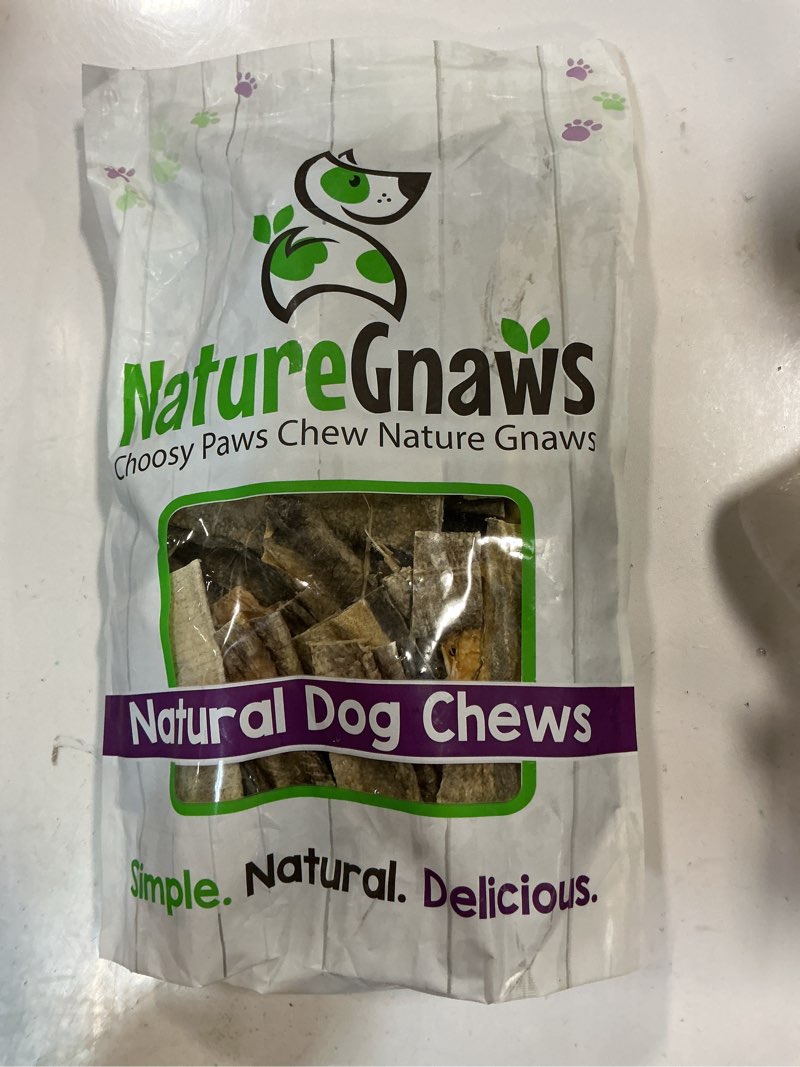 NatureGnaws
Choosy Paws Chew Nature Gnaws
Natural Dog Chews
Simple. Natural. Delicious.